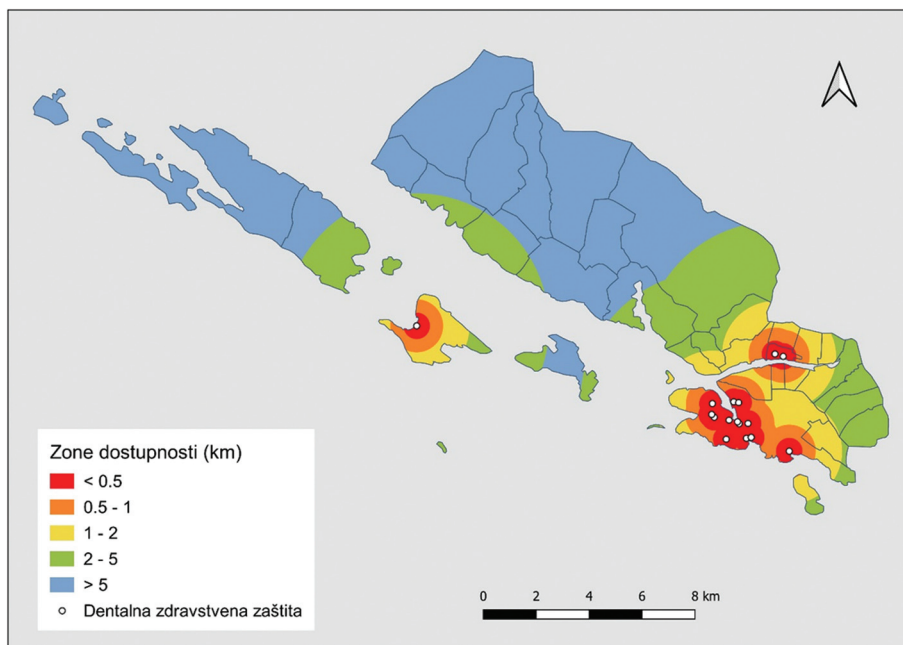 Zone dostupnosti (km)
< 0.5
0.5 - 1
1 - 2
2 - 5
> 5
Dentalna zdravstvena zaštita
0 2 4 6 8 km